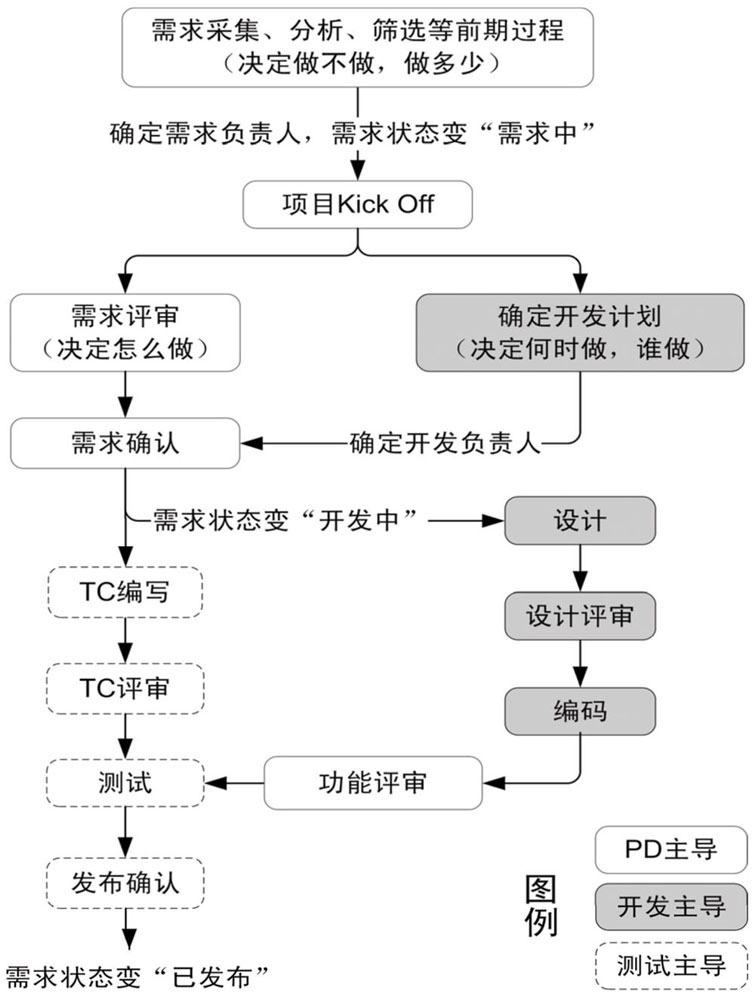 需求采集、分析、筛选等前期过程
（决定做不做，做多少）
确定需求负责人，需求状态变“需求中”
项目Kick Off
需求评审
（决定怎么做）
确定开发计划
（决定何时做，谁做）
需求确认
确定开发负责人
需求状态变“开发中”
设计
TC编写
设计评审
TC评审
编码
测试
功能评审
发布确认
需求状态变“已发布”
图例
PD主导
开发主导
测试主导